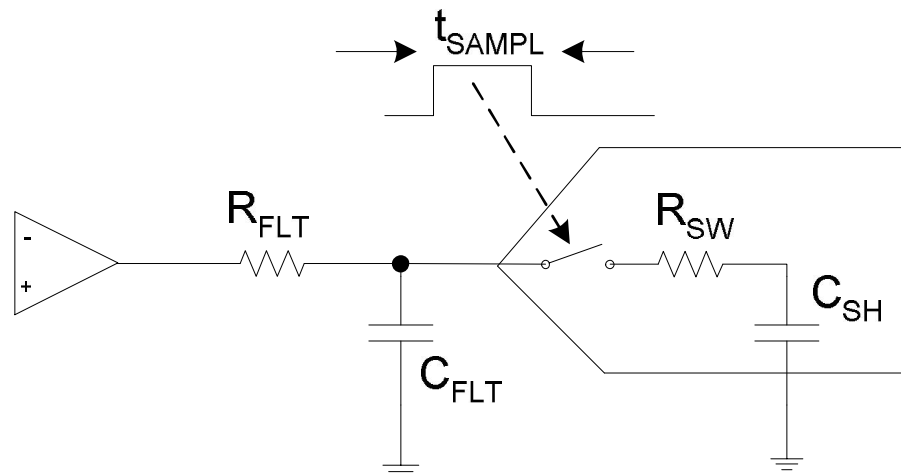 tSAMPL
RFLT
RSW
-
+
CSH
CFLT